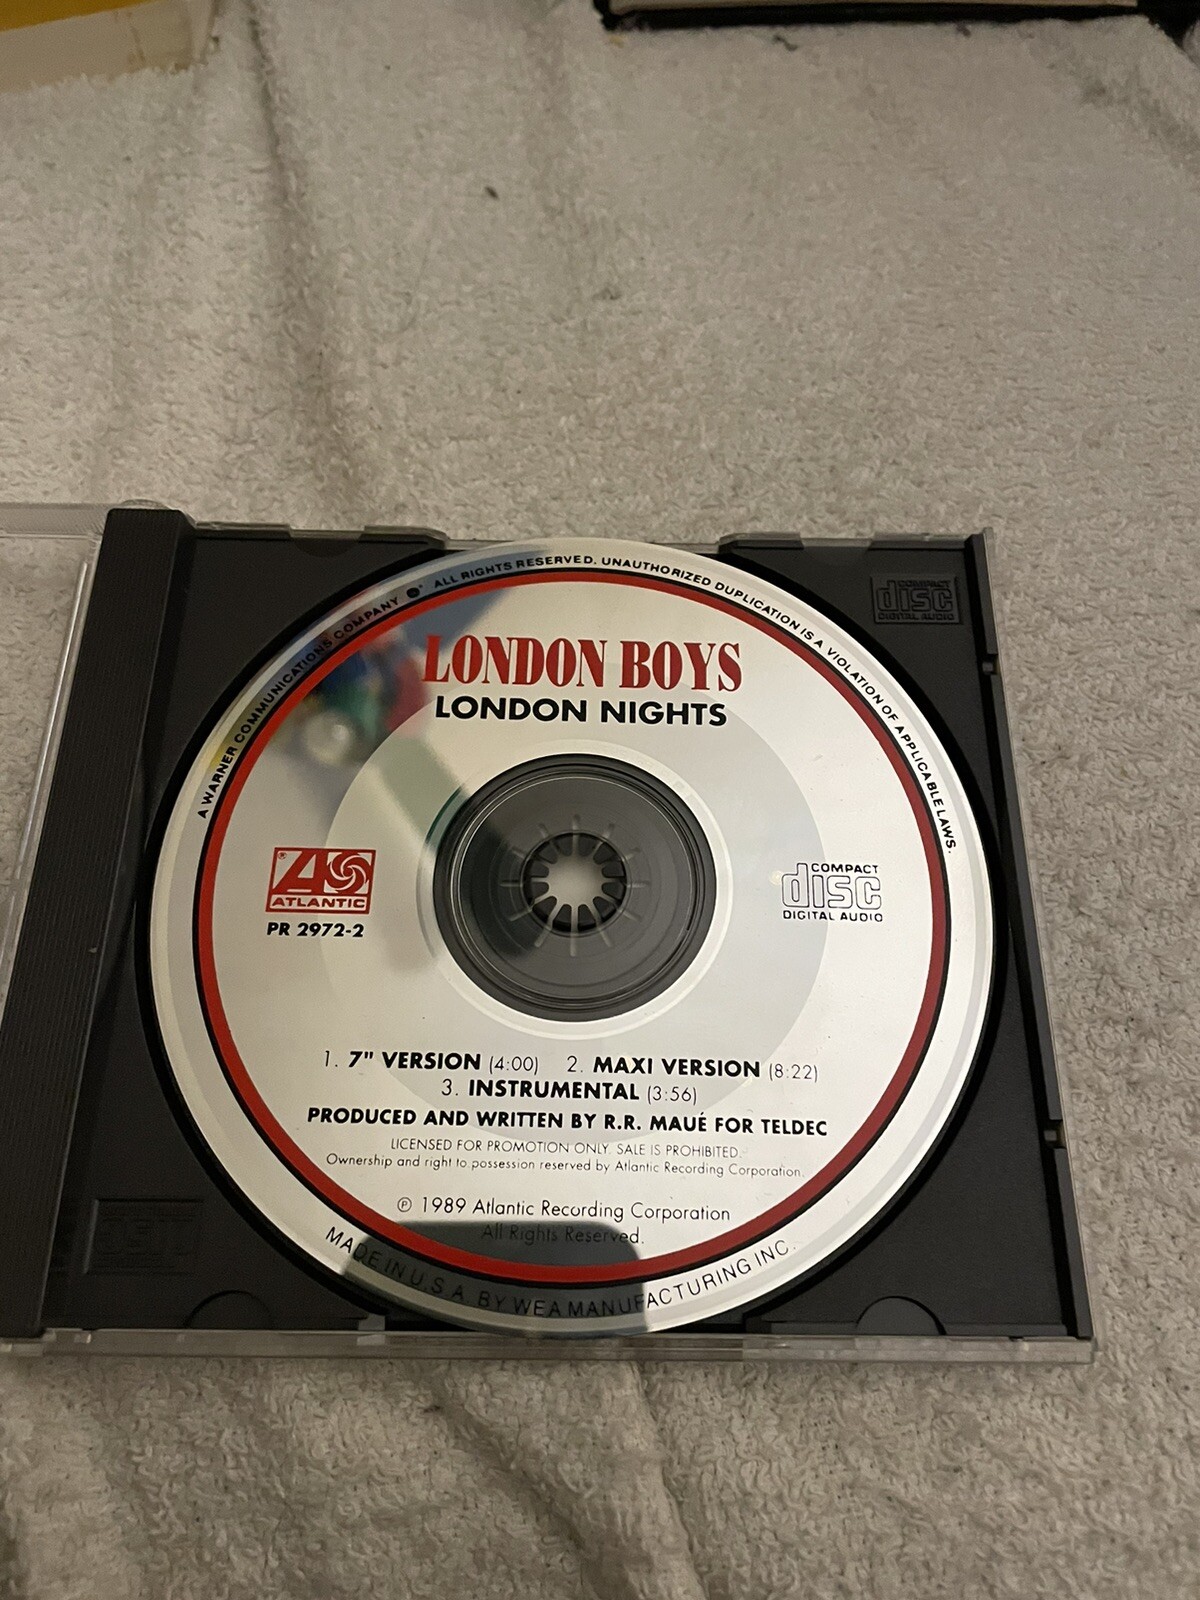 A WARNER COMMUNICATIONS COMPANY ALL RIGHTS RESERVED. UNAUTHORIZED DUPLICATION IS A VIOLATION OF APPLICABLE LAWS.
COMPACT
disc
DIGITAL AUDIO
LONDON BOYS
LONDON NIGHTS
ATLANTIC
PR 2972-2
COMPACT
disc
DIGITAL AUDIO
1. 7" VERSION (4:00) 2. MAXI VERSION (8:22)
3. INSTRUMENTAL (3:56)
PRODUCED AND WRITTEN BY R.R. MAUÉ FOR TELDEC
LICENSED FOR PROMOTION ONLY. SALE IS PROHIBITED.
Ownership and right to possession reserved by Atlantic Recording Corporation.
℗ 1989 Atlantic Recording Corporation
All Rights Reserved.
MADE IN U.S.A. BY WEA MANUFACTURING INC.